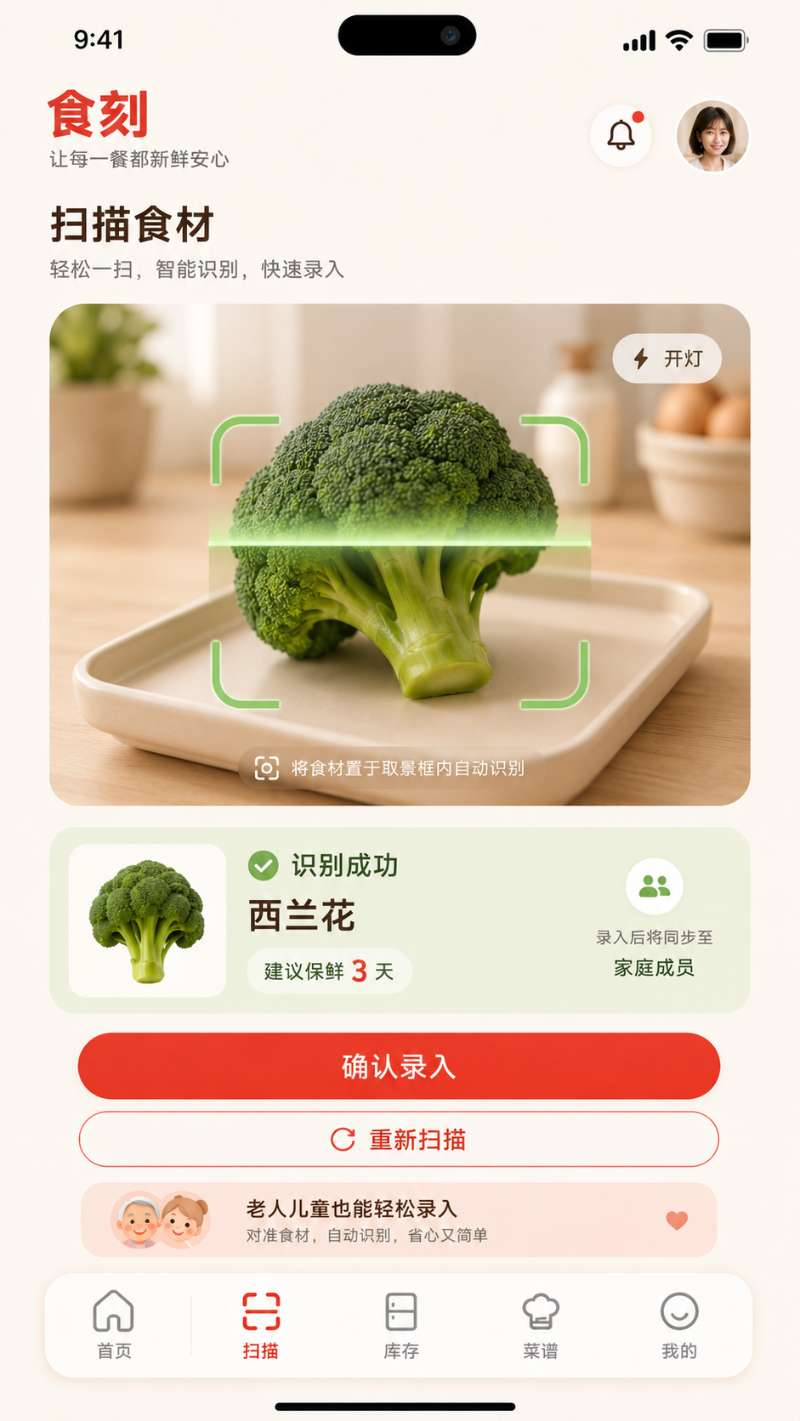 9:41
食刻
让每一餐都新鲜安心
扫描食材
轻松一扫，智能识别，快速录入
开灯
将食材置于取景框内自动识别
识别成功
西兰花
建议保鲜 3 天
录入后将同步至
家庭成员
确认录入
重新扫描
老人儿童也能轻松录入
对准食材，自动识别，省心又简单
首页
扫描
库存
菜谱
我的